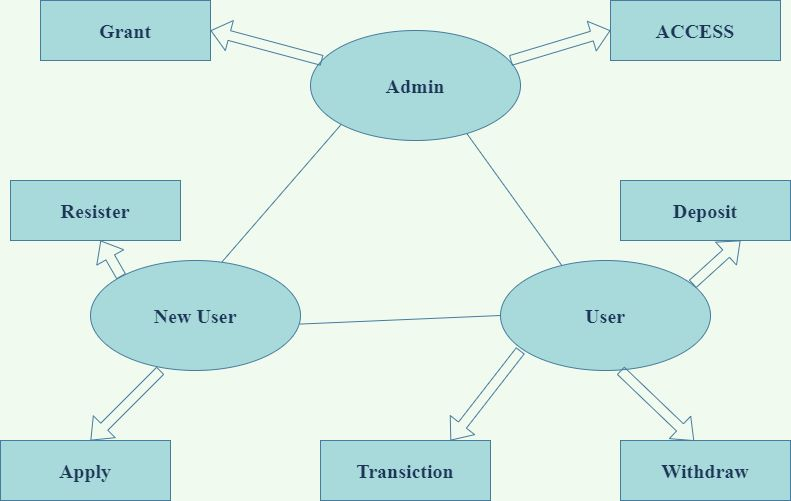 Grant
ACCESS
Admin
Resister
Deposit
New User
User
Apply
Transiction
Withdraw